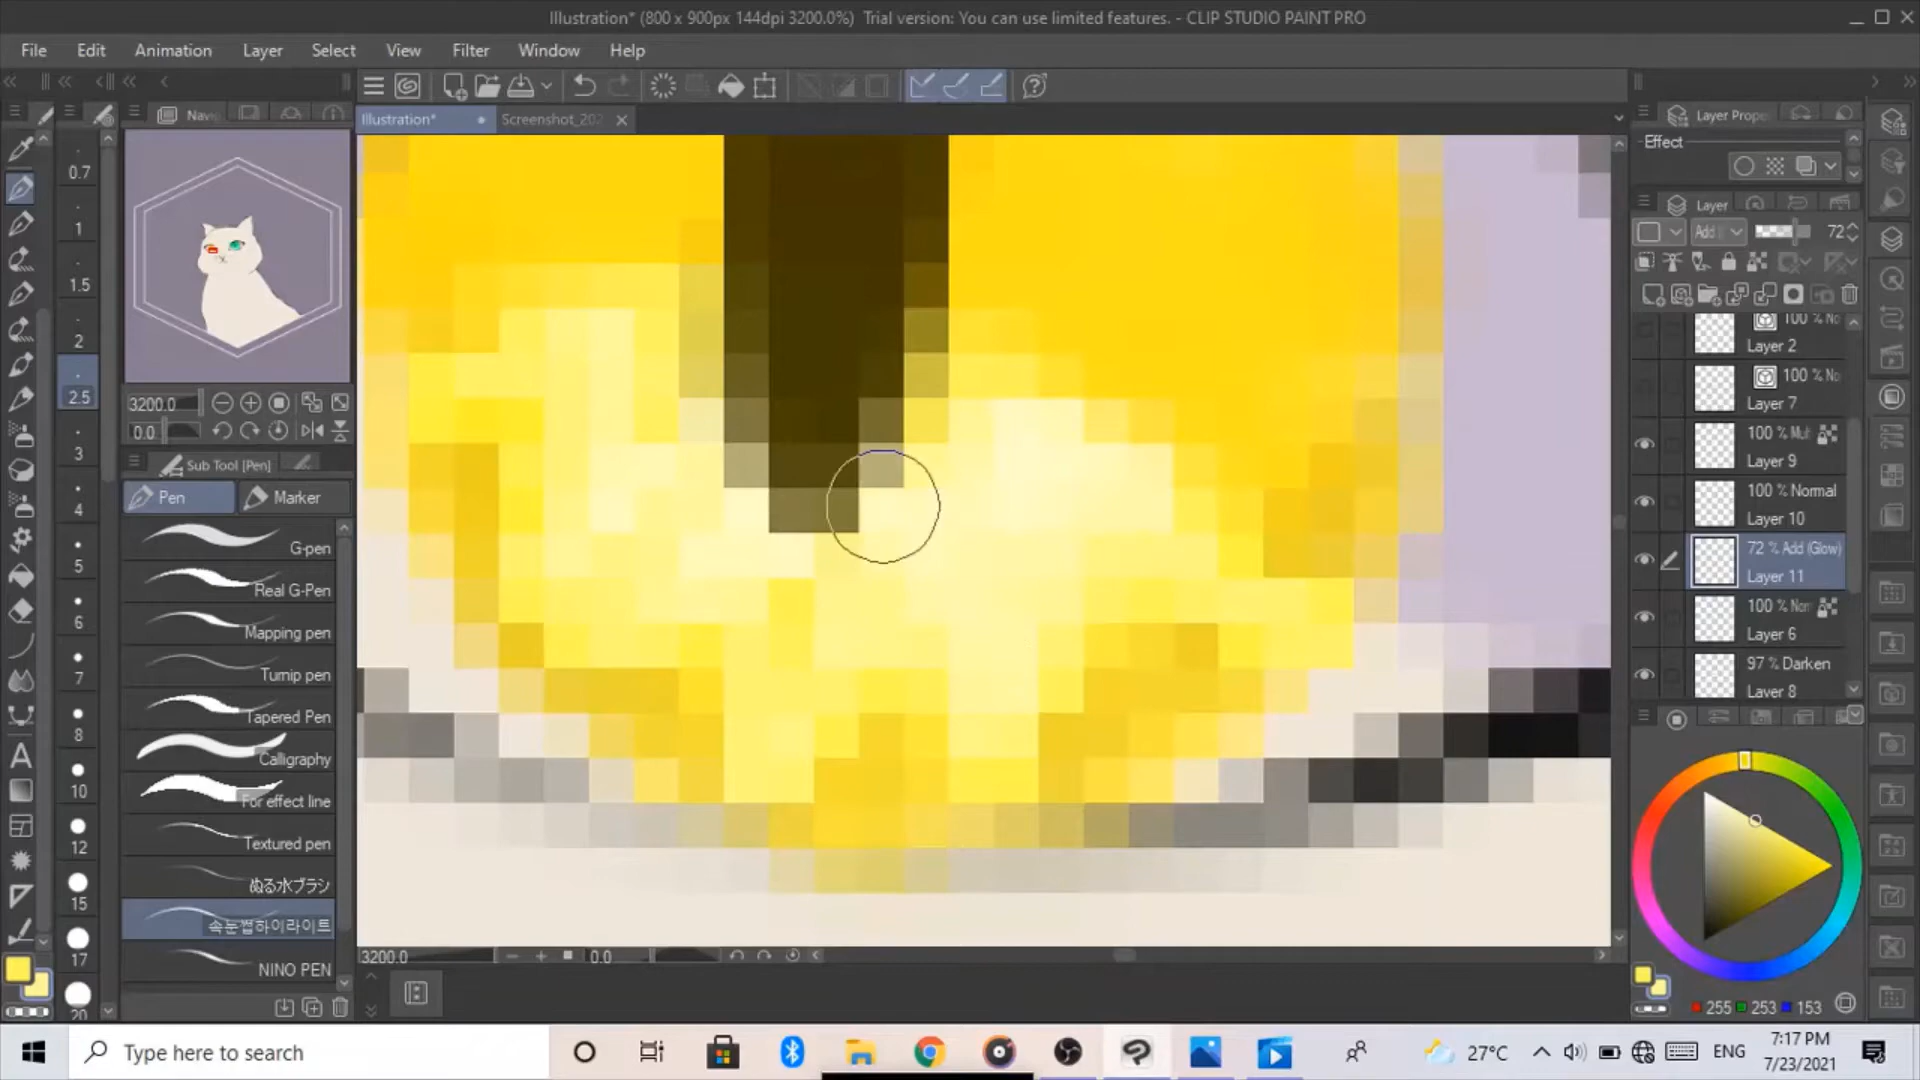 Illustration* (800 x 900px 144dpi 3200.0%) Trial version: You can use limited features. - CLIP STUDIO PAINT PRO
File Edit Animation Layer Select View Filter Window Help
Illustration*
Screenshot_202
Navi
3200.0
0.0
Sub Tool [Pen]
Pen
Marker
G-pen
Real G-Pen
Mapping pen
Turnip pen
Tapered Pen
Calligraphy
For effect line
Textured pen
ぬる水ブラシ
속눈썹하이라이트
NINO PEN
0.7
1
1.5
2
2.5
3
4
5
6
7
8
10
12
15
17
20
3200.0
0.0
Layer Prope
Effect
Layer
Add
72
100 % No
Layer 2
100 % No
Layer 7
100 % Mult
Layer 9
100 % Normal
Layer 10
72 % Add (Glow)
Layer 11
100 % Nor
Layer 6
97 % Darken
Layer 8
255 253 153
Type here to search
27°C
ENG
7:17 PM
7/23/2021